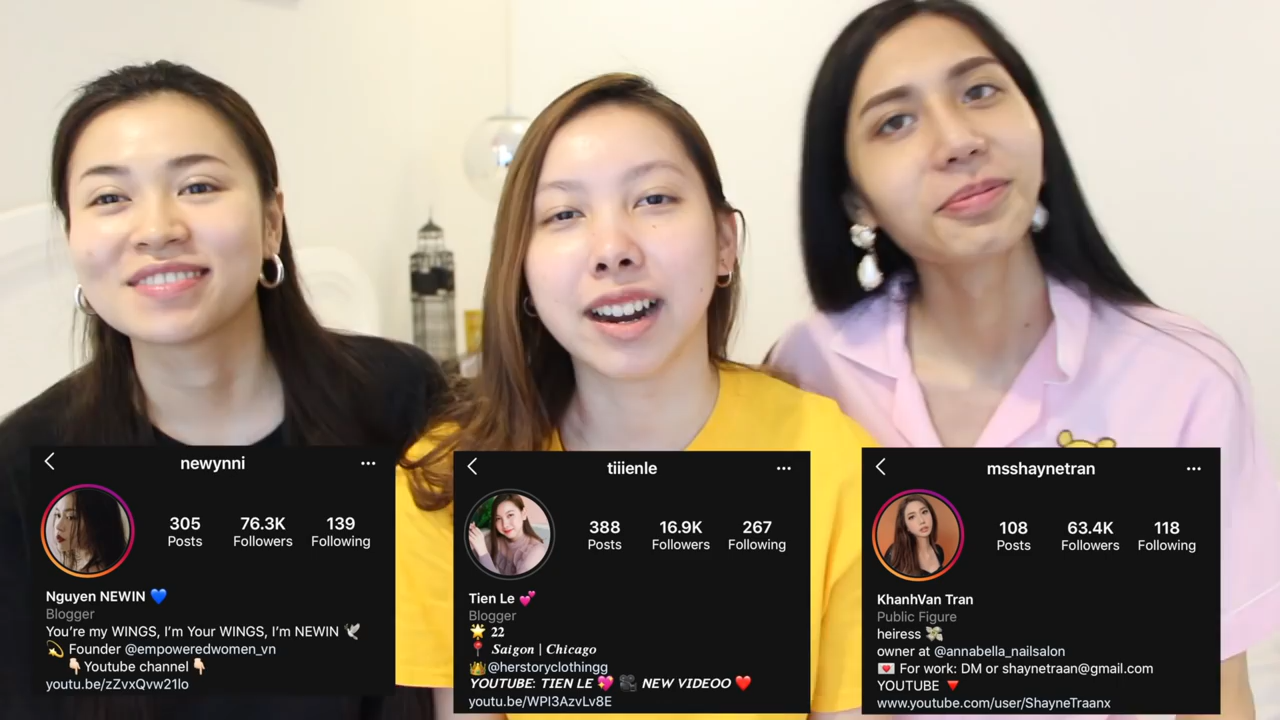 newynni
305 76.3K 139
Posts Followers Following
Nguyen NEWIN 💙
Blogger
You're my WINGS, I'm Your WINGS, I'm NEWIN 🕊️
💫 Founder @empoweredwomen_vn
👇🏻Youtube channel👇🏻
youtu.be/zZvxQvw21lo
tiiienle
388 16.9K 267
Posts Followers Following
Tien Le 💕
Blogger
🌟 22
📍 Saigon | Chicago
👑@herstoryclothingg
YOUTUBE: TIEN LE 💖 🎥 NEW VIDEOO ❤️
youtu.be/WPI3AzvLv8E
msshaynetran
108 63.4K 118
Posts Followers Following
KhanhVan Tran
Public Figure
heiress 💸
owner at @annabella_nailsalon
💌 For work: DM or shaynetraan@gmail.com
YOUTUBE 🔻
www.youtube.com/user/ShayneTraanx